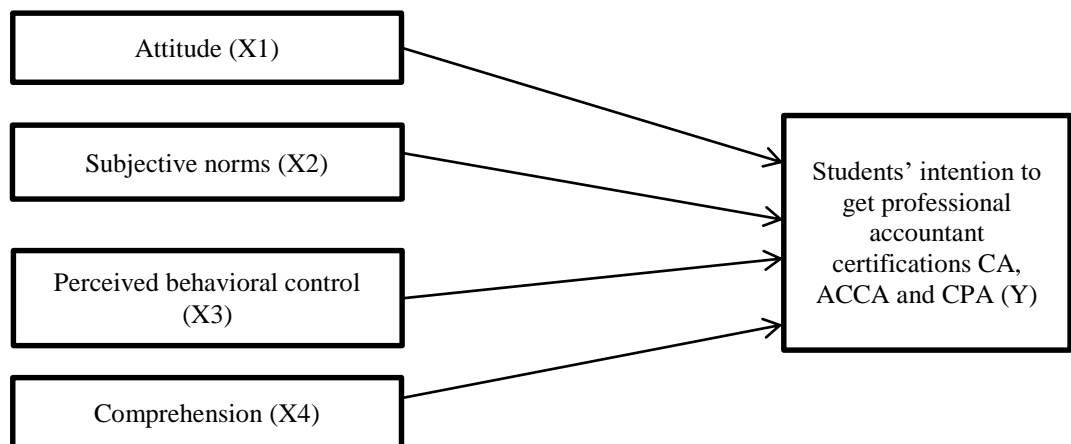 Attitude (X1)
Subjective norms (X2)
Perceived behavioral control
(X3)
Comprehension (X4)
Students’ intention to
get professional
accountant
certifications CA,
ACCA and CPA (Y)